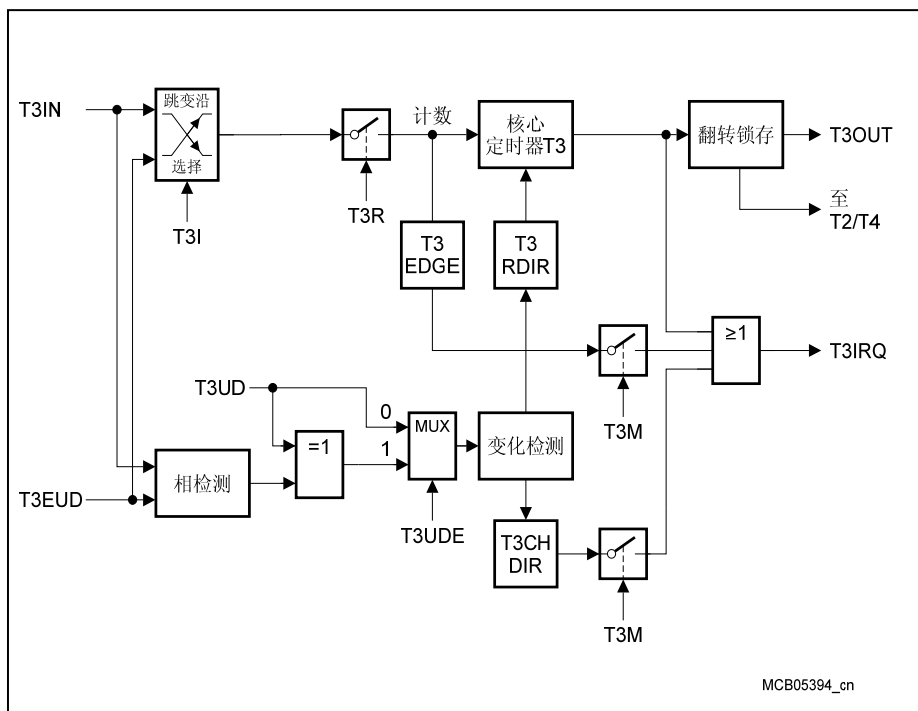 T3IN
跳变沿
选择
T3I
T3R
计数
核心
定时器T3
翻转锁存
T3OUT
至
T2/T4
T3
EDGE
T3
RDIR
≥1
T3IRQ
T3M
T3UD
0
1
MUX
=1
变化检测
相检测
T3EUD
T3UDE
T3CH
DIR
T3M
MCB05394_cn